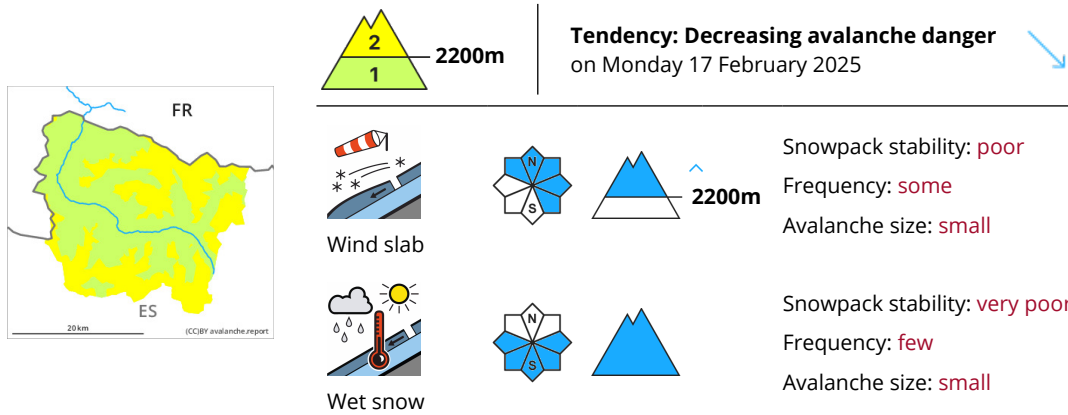 2
2200m
1
Tendency: Decreasing avalanche danger
on Monday 17 February 2025
FR
ES
20 km
(CC)BY avalanche.report
N
S
2200m
Wind slab
Snowpack stability: poor
Frequency: some
Avalanche size: small
N
S
Wet snow
Snowpack stability: very poor
Frequency: few
Avalanche size: small